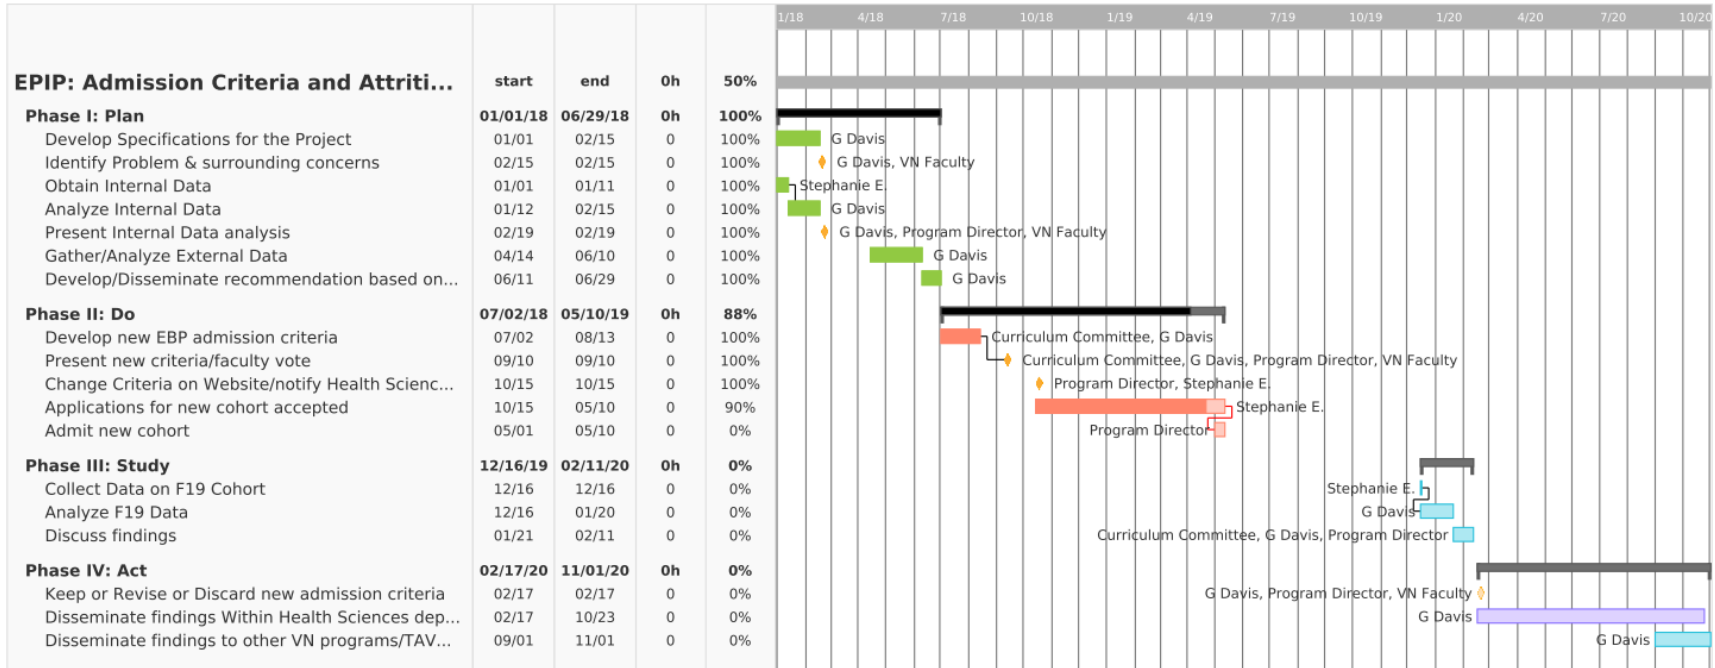 1/18 4/18 7/18 10/18 1/19 4/19 7/19 10/19 1/20 4/20 7/20 10/20
EPIP: Admission Criteria and Attriti... start end 0h 50%
Phase I: Plan 01/01/18 06/29/18 0h 100%
Develop Specifications for the Project 01/01 02/15 0 100% G Davis
Identify Problem & surrounding concerns 02/15 02/15 0 100% G Davis, VN Faculty
Obtain Internal Data 01/01 01/11 0 100% Stephanie E.
Analyze Internal Data 01/12 02/15 0 100% G Davis
Present Internal Data analysis 02/19 02/19 0 100% G Davis, Program Director, VN Faculty
Gather/Analyze External Data 04/14 06/10 0 100% G Davis
Develop/Disseminate recommendation based on... 06/11 06/29 0 100% G Davis
Phase II: Do 07/02/18 05/10/19 0h 88%
Develop new EBP admission criteria 07/02 08/13 0 100% Curriculum Committee, G Davis
Present new criteria/faculty vote 09/10 09/10 0 100% Curriculum Committee, G Davis, Program Director, VN Faculty
Change Criteria on Website/notify Health Scienc... 10/15 10/15 0 100% Program Director, Stephanie E.
Applications for new cohort accepted 10/15 05/10 0 90% Stephanie E.
Admit new cohort 05/01 05/10 0 0% Program Director
Phase III: Study 12/16/19 02/11/20 0h 0%
Collect Data on F19 Cohort 12/16 12/16 0 0% Stephanie E.
Analyze F19 Data 12/16 01/20 0 0% G Davis
Discuss findings 01/21 02/11 0 0% Curriculum Committee, G Davis, Program Director
Phase IV: Act 02/17/20 11/01/20 0h 0%
Keep or Revise or Discard new admission criteria 02/17 02/17 0 0% G Davis, Program Director, VN Faculty
Disseminate findings Within Health Sciences dep... 02/17 10/23 0 0% G Davis
Disseminate findings to other VN programs/TAV... 09/01 11/01 0 0% G Davis